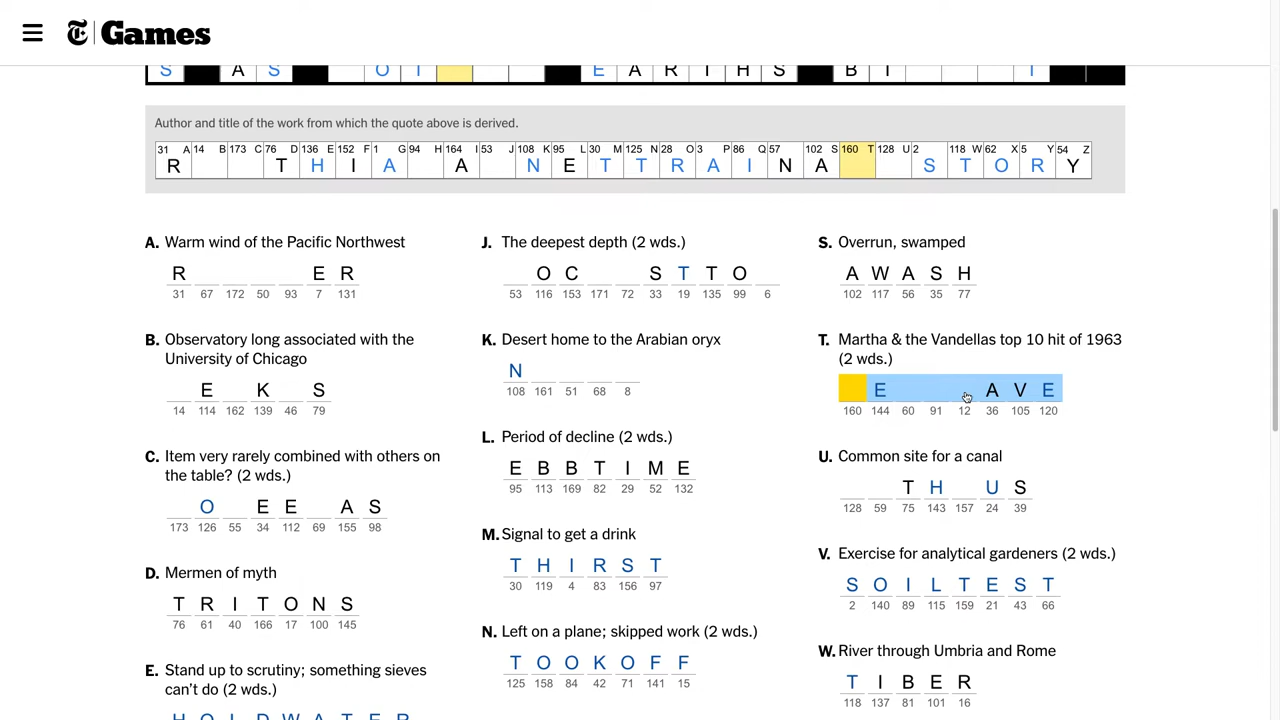 Games
S A S O I E A R T H S B I T
Author and title of the work from which the quote above is derived.
31 A 14 B 173 C 76 D 136 E 152 F 1 G 94 H 164 I 53 J 108 K 95 L 30 M 125 N 28 O 3 P 86 Q 57 102 S 160 T 128 U 2 118 W 62 X 5 Y 54 Z
R T H I A A N E T T R A I N A S T O R Y
A. Warm wind of the Pacific Northwest
R E R
31 67 172 50 93 7 131
B. Observatory long associated with the
University of Chicago
E K S
14 114 162 139 46 79
C. Item very rarely combined with others on
the table? (2 wds.)
O E E A S
173 126 55 34 112 69 155 98
D. Mermen of myth
T R I T O N S
76 61 40 166 17 100 145
E. Stand up to scrutiny; something sieves
can't do (2 wds.)
H O L D W A T E R
J. The deepest depth (2 wds.)
O C S T T O
53 116 153 171 72 33 19 135 99 6
K. Desert home to the Arabian oryx
N
108 161 51 68 8
L. Period of decline (2 wds.)
E B B T I M E
95 113 169 82 29 52 132
M. Signal to get a drink
T H I R S T
30 119 4 83 156 97
N. Left on a plane; skipped work (2 wds.)
T O O K O F F
125 158 84 42 71 141 15
S. Overrun, swamped
A W A S H
102 117 56 35 77
T. Martha & the Vandellas top 10 hit of 1963
(2 wds.)
E A V E
160 144 60 91 12 36 105 120
U. Common site for a canal
T H U S
128 59 75 143 157 24 39
V. Exercise for analytical gardeners (2 wds.)
S O I L T E S T
2 140 89 115 159 21 43 66
W. River through Umbria and Rome
T I B E R
118 137 81 101 16